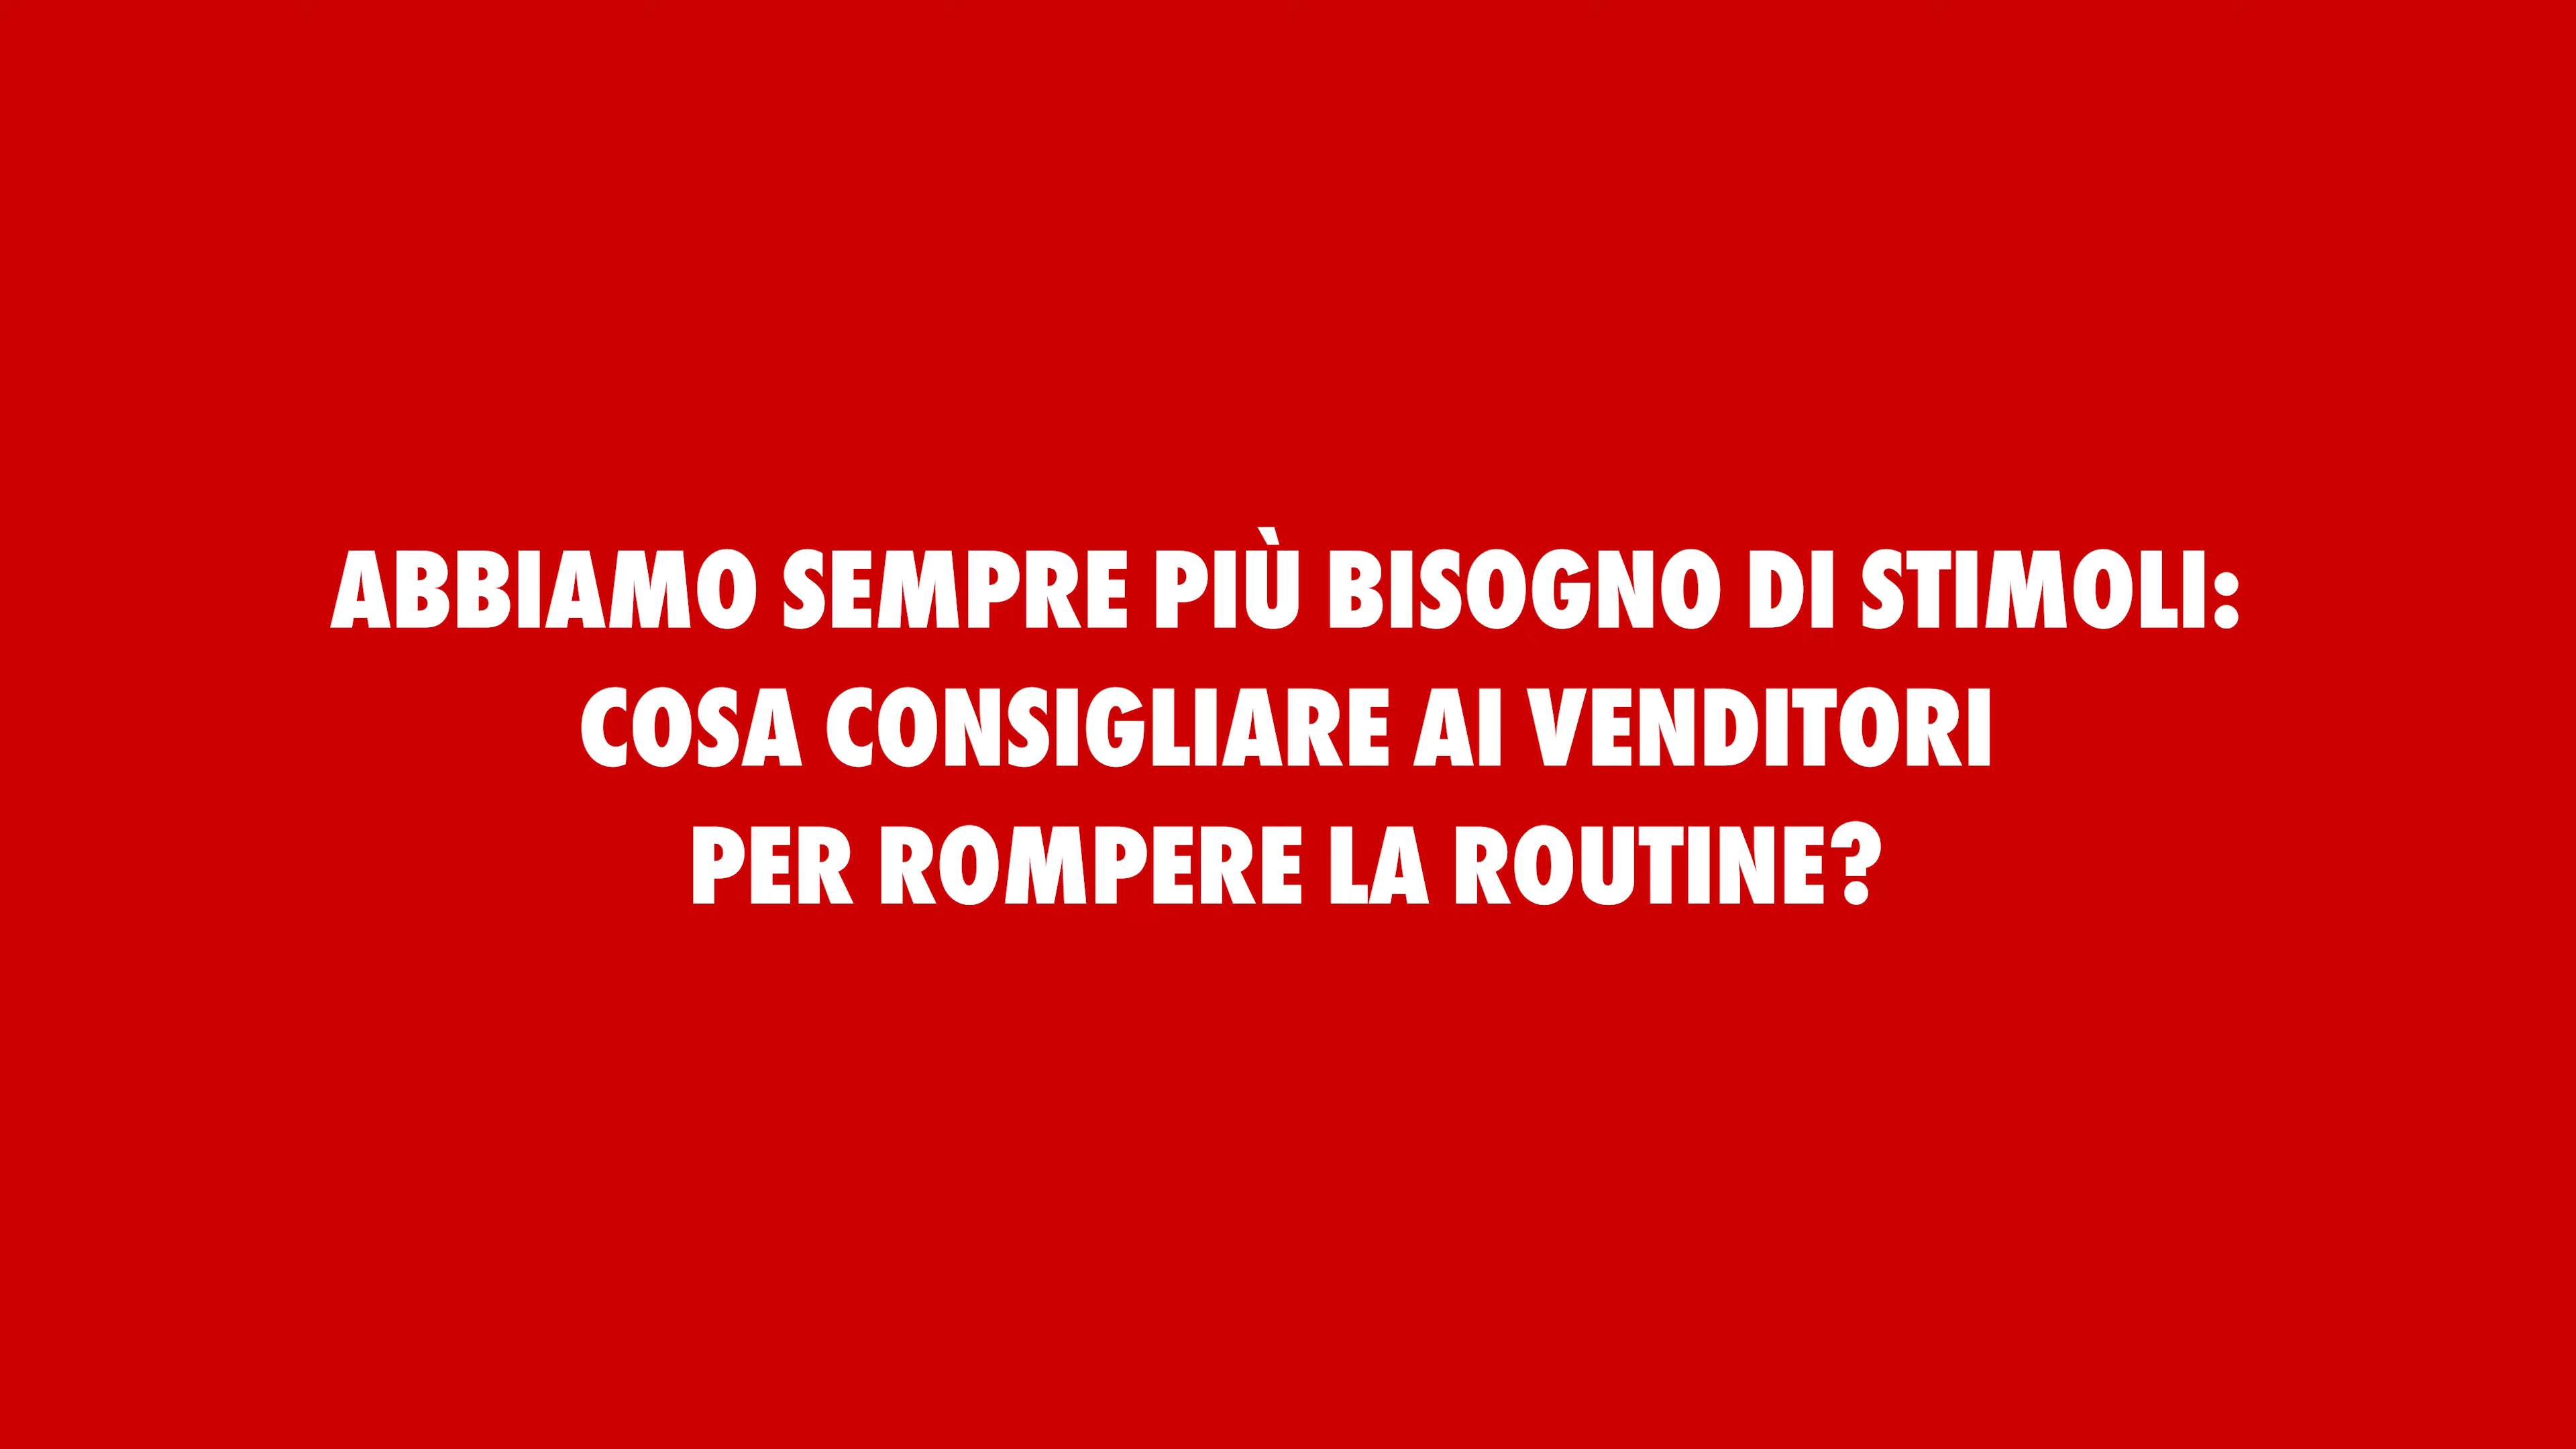 ABBIAMO SEMPRE PIÙ BISOGNO DI STIMOLI:
COSA CONSIGLIARE AI VENDITORI
PER ROMPERE LA ROUTINE?